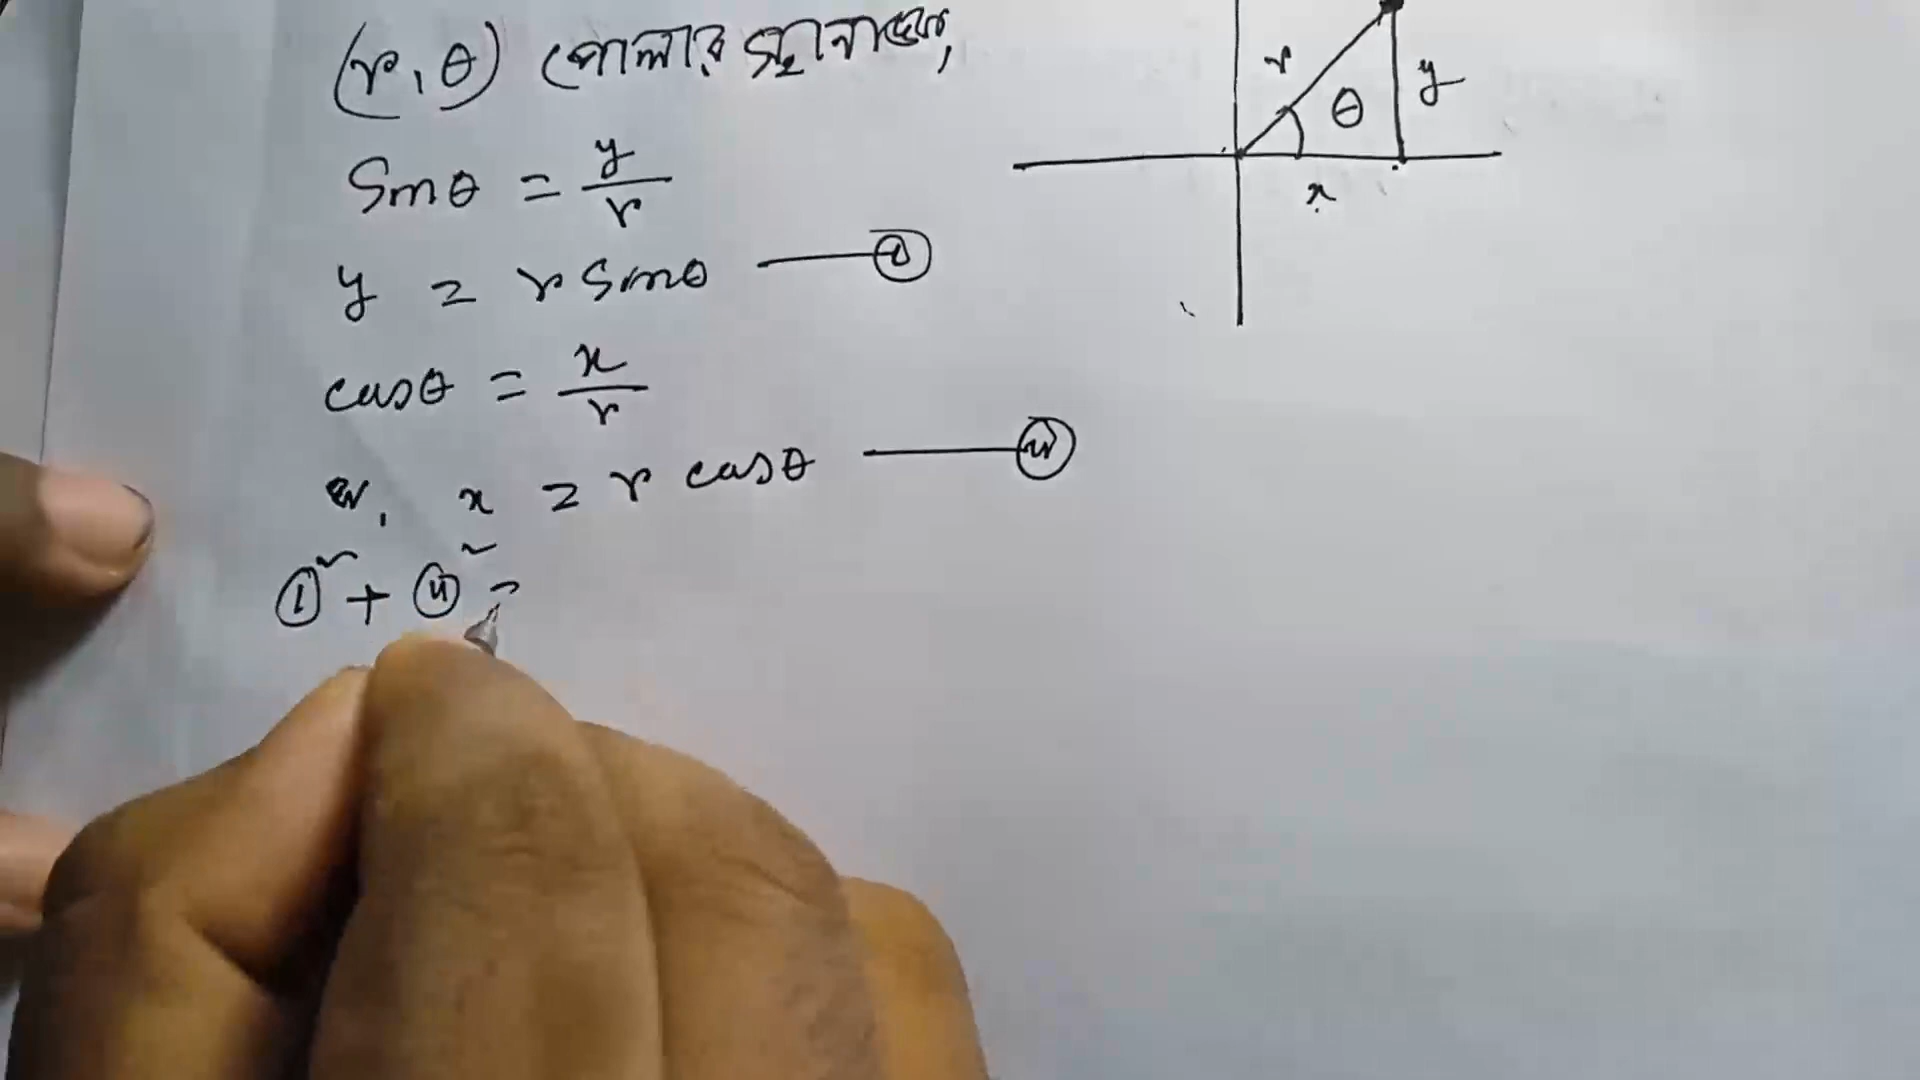 (r, θ) পোলার স্থানাঙ্কে,
Sinθ = y/r
y = r Sinθ ——— (i)
cosθ = x/r
বা, x = r cosθ ——— (ii)
(i)² + (ii)² =
r
θ
y
x